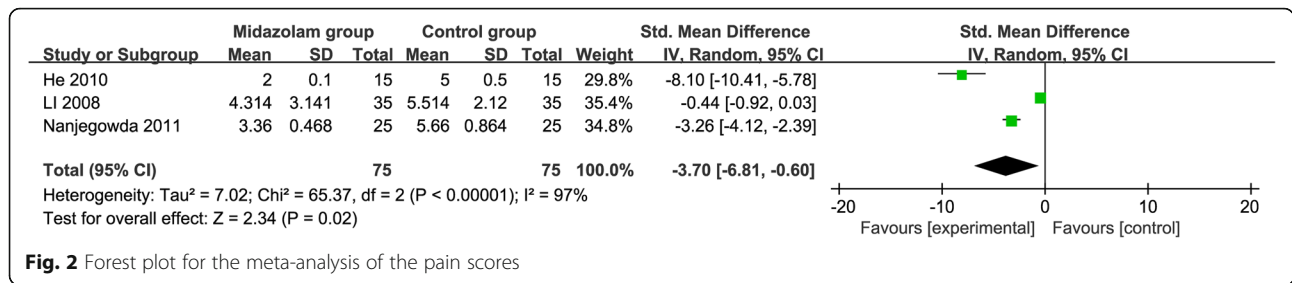 Midazolam group Control group Std. Mean Difference Std. Mean Difference
Study or Subgroup Mean SD Total Mean SD Total Weight IV, Random, 95% CI IV, Random, 95% CI
He 2010 2 0.1 15 5 0.5 15 29.8% -8.10 [-10.41, -5.78]
LI 2008 4.314 3.141 35 5.514 2.12 35 35.4% -0.44 [-0.92, 0.03]
Nanjegowda 2011 3.36 0.468 25 5.66 0.864 25 34.8% -3.26 [-4.12, -2.39]
Total (95% CI) 75 75 100.0% -3.70 [-6.81, -0.60]
Heterogeneity: Tau² = 7.02; Chi² = 65.37, df = 2 (P < 0.00001); I² = 97%
Test for overall effect: Z = 2.34 (P = 0.02)
-20 -10 0 10 20
Favours [experimental] Favours [control]
Fig. 2 Forest plot for the meta-analysis of the pain scores